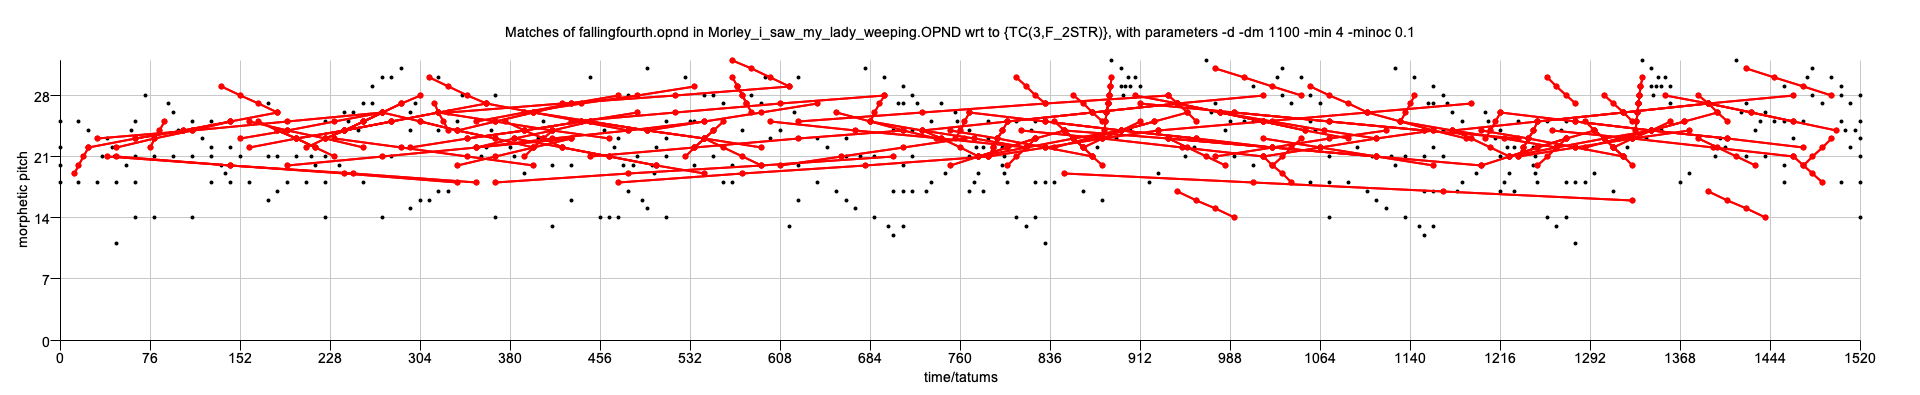 Matches of fallingfourth.opnd in Morley_i_saw_my_lady_weeping.OPND wrt to {TC(3,F_2STR)}, with parameters -d -dm 1100 -min 4 -minoc 0.1
morphetic pitch
28
21
14
7
0
0 76 152 228 304 380 456 532 608 684 760 836 912 988 1064 1140 1216 1292 1368 1444 1520
time/tatums